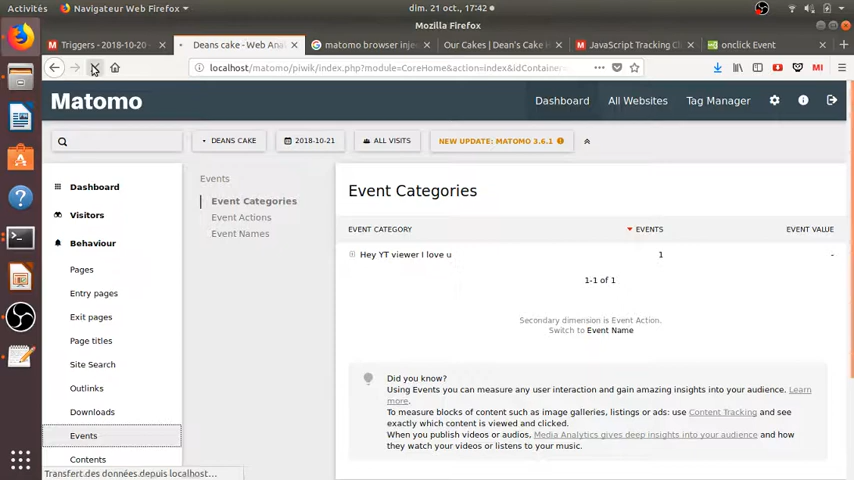 Activités Navigateur Web Firefox dim. 21 oct., 17:42
Mozilla Firefox
Triggers - 2018-10-20 Deans cake - Web Anal matomo browser inje Our Cakes | Dean's Cake H JavaScript Tracking Cl onclick Event
localhost/matomo/piwik/index.php?module=CoreHome&action=index&idContainer
Matomo Dashboard All Websites Tag Manager
DEANS CAKE 2018-10-21 ALL VISITS NEW UPDATE: MATOMO 3.6.1
Dashboard
Visitors
Behaviour
Pages
Entry pages
Exit pages
Page titles
Site Search
Outlinks
Downloads
Events
Contents
Events
Event Categories
Event Actions
Event Names
Event Categories
EVENT CATEGORY EVENTS EVENT VALUE
Hey YT viewer I love u 1 -
1-1 of 1
Secondary dimension is Event Action.
Switch to Event Name
Did you know?
Using Events you can measure any user interaction and gain amazing insights into your audience. Learn
more.
To measure blocks of content such as image galleries, listings or ads: use Content Tracking and see
exactly which content is viewed and clicked.
When you publish videos or audios, Media Analytics gives deep insights into your audience and how
they watch your videos or listens to your music.
Transfert des données depuis localhost…